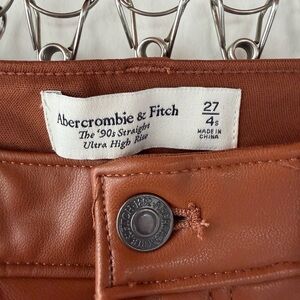 Abercrombie & Fitch
The '90s Straight
Ultra High Rise
27
4s
MADE IN
CHINA